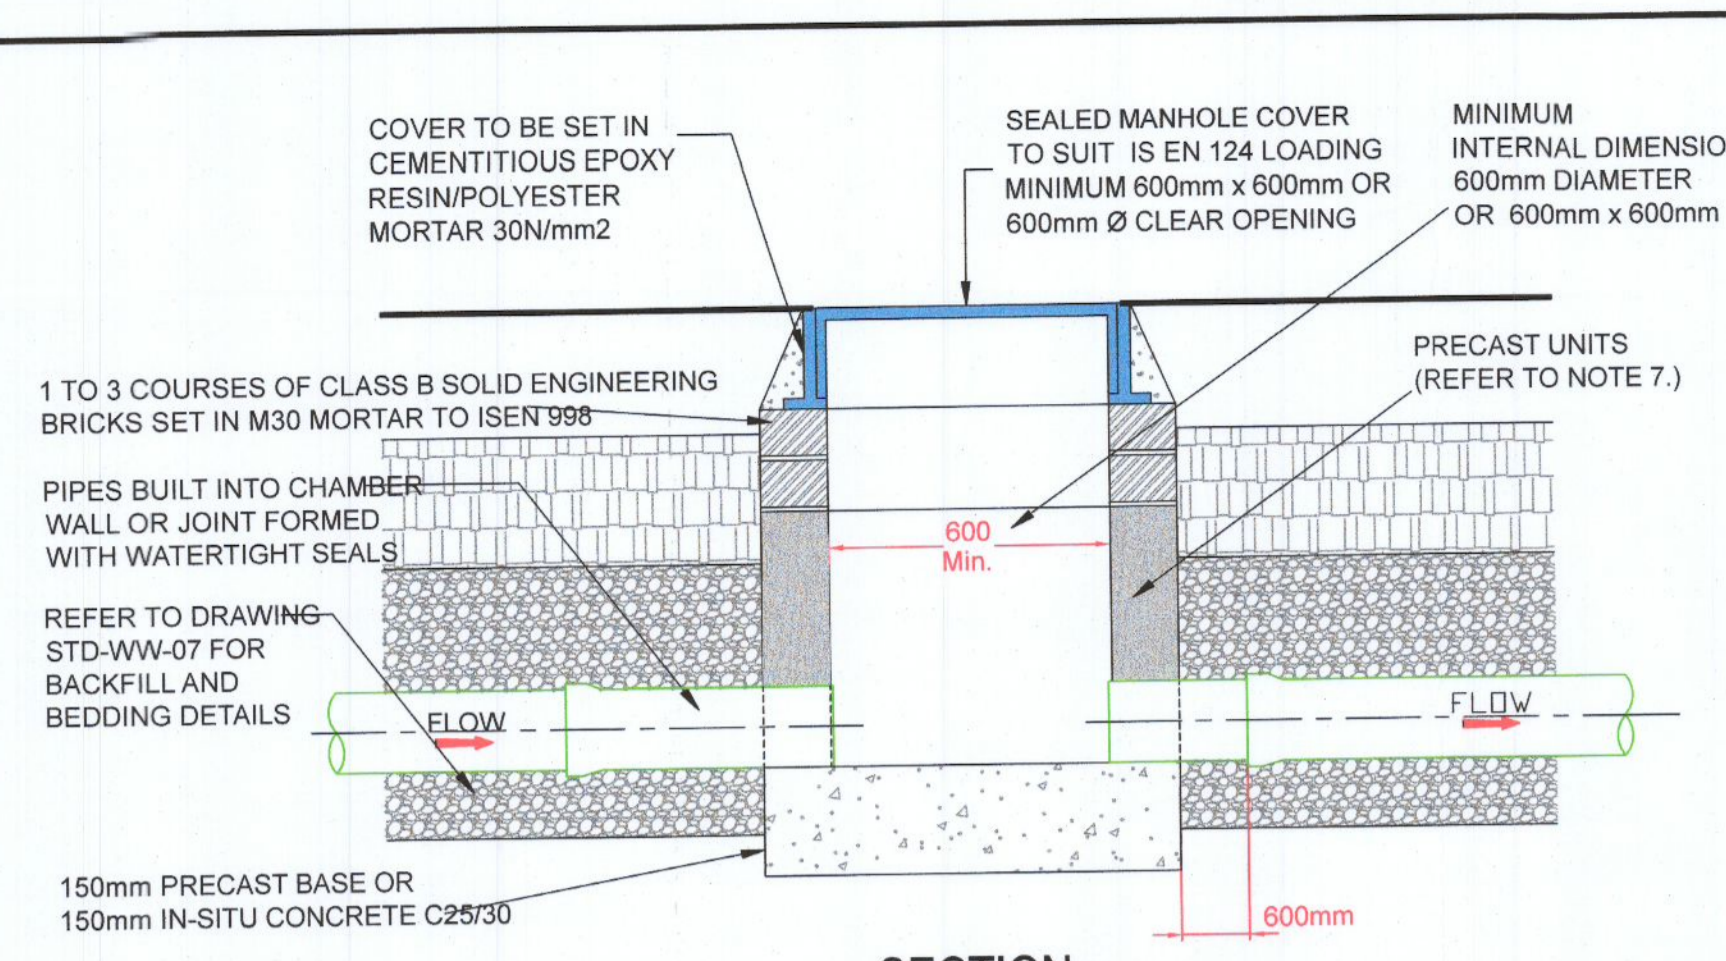 COVER TO BE SET IN
CEMENTITIOUS EPOXY
RESIN/POLYESTER
MORTAR 30N/mm2
SEALED MANHOLE COVER
TO SUIT IS EN 124 LOADING
MINIMUM 600mm x 600mm OR
600mm Ø CLEAR OPENING
MINIMUM
INTERNAL DIMENSIO
600mm DIAMETER
OR 600mm x 600mm
PRECAST UNITS
(REFER TO NOTE 7.)
1 TO 3 COURSES OF CLASS B SOLID ENGINEERING
BRICKS SET IN M30 MORTAR TO ISEN 998
PIPES BUILT INTO CHAMBER
WALL OR JOINT FORMED
WITH WATERTIGHT SEALS
600
Min.
REFER TO DRAWING
STD-WW-07 FOR
BACKFILL AND
BEDDING DETAILS
FLOW
FLOW
150mm PRECAST BASE OR
150mm IN-SITU CONCRETE C25/30
600mm
SECTION